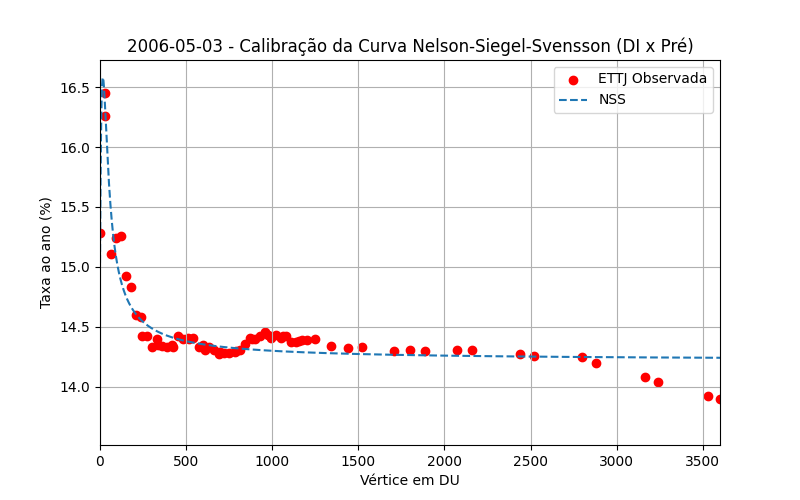 2006-05-03 - Calibração da Curva Nelson-Siegel-Svensson (DI x Pré)
ETTJ Observada
NSS
Taxa ao ano (%)
16.5
16.0
15.5
15.0
14.5
14.0
0 500 1000 1500 2000 2500 3000 3500
Vértice em DU